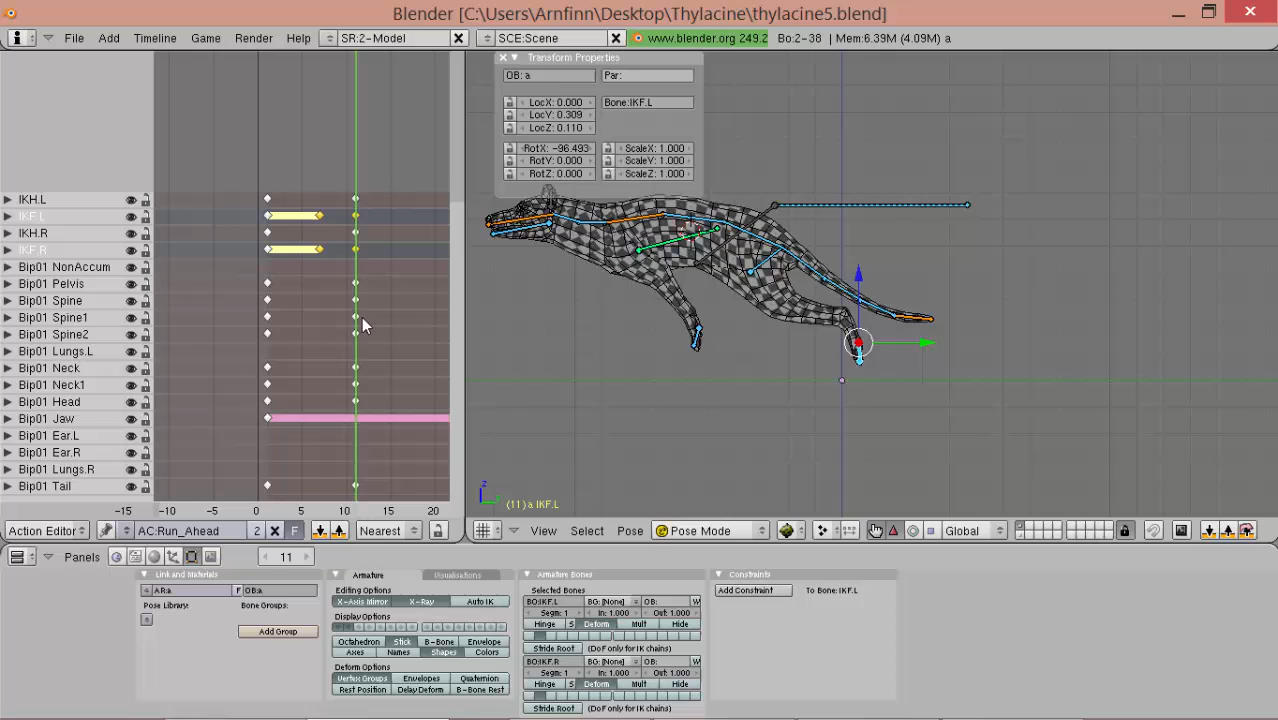 Blender [C:\Users\Arnfinn\Desktop\Thylacine\thylacine5.blend]
File Add Timeline Game Render Help SR:2-Model SCE:Scene www.blender.org 249.2 Bo:2-38 | Mem:6.39M (4.09M) a
Transform Properties
OB: a Par:
LocX: 0.000 Bone:IKF.L
LocY: 0.309
LocZ: 0.110
RotX: -96.493 ScaleX: 1.000
RotY: 0.000 ScaleY: 1.000
RotZ: 0.000 ScaleZ: 1.000
IKH.L
IKF.L
IKH.R
IKF.R
Bip01 NonAccum
Bip01 Pelvis
Bip01 Spine
Bip01 Spine1
Bip01 Spine2
Bip01 Lungs.L
Bip01 Neck
Bip01 Neck1
Bip01 Head
Bip01 Jaw
Bip01 Ear.L
Bip01 Ear.R
Bip01 Lungs.R
Bip01 Tail
-15 0 5 10 15 20
z
y
(11) a IKF.L
Action Editor AC:Run_Ahead 2 F Nearest View Select Pose Pose Mode Global
Panels 11
Link and Materials Armature Visualisations Armature Bones Constraints
AR:a F OB:a
Pose Library: Bone Groups:
Add Group
Editing Options
X-Axis Mirror X-Ray Auto IK
Display Options
Octahedron Stick B-Bone Envelope
Axes Names Shapes Colors
Deform Options
Vertex Groups Envelopes Quaternion
Rest Position Delay Deform B-Bone Rest
Selected Bones
BO:IKF.L BG: [None] OB: W
Segm: 1 In: 1.000 Out: 1.000
Hinge S Deform Mult Hide
Stride Root (DoF only for IK chains)
BO:IKF.R BG: [None] OB: W
Segm: 1 In: 1.000 Out: 1.000
Hinge S Deform Mult Hide
Stride Root (DoF only for IK chains)
Add Constraint To Bone: IKF.L